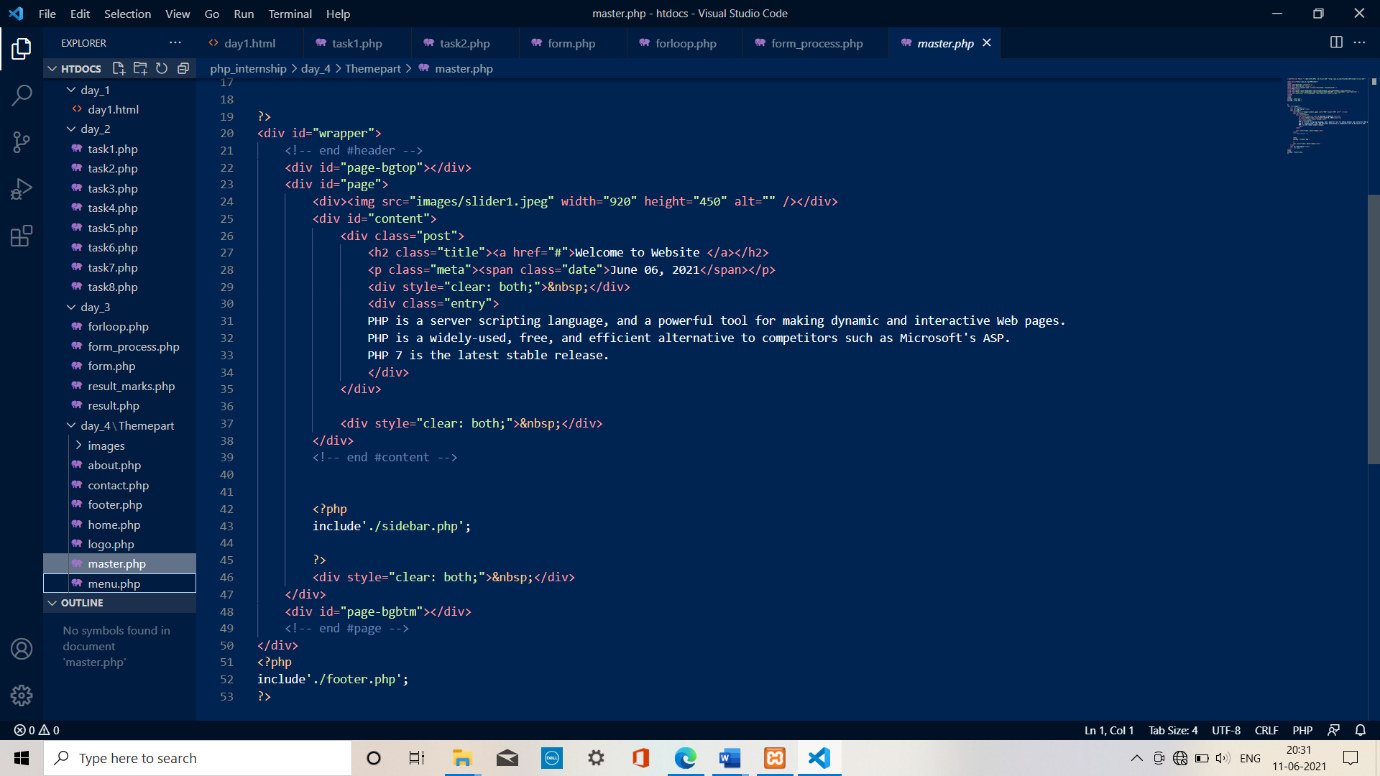 File Edit Selection View Go Run Terminal Help master.php - htdocs - Visual Studio Code
EXPLORER ··· day1.html task1.php task2.php form.php forloop.php form_process.php master.php
HTDOCS php_internship > day_4 > Themepart > master.php
day_1
day1.html
day_2
task1.php
task2.php
task3.php
task4.php
task5.php
task6.php
task7.php
task8.php
day_3
forloop.php
form_process.php
form.php
result_marks.php
result.php
day_4\Themepart
images
about.php
contact.php
footer.php
home.php
logo.php
master.php
menu.php
OUTLINE
No symbols found in
document
'master.php'
17
18
19 ?>
20 <div id="wrapper">
21 <!-- end #header -->
22 <div id="page-bgtop"></div>
23 <div id="page">
24 <div><img src="images/slider1.jpeg" width="920" height="450" alt="" /></div>
25 <div id="content">
26 <div class="post">
27 <h2 class="title"><a href="#">Welcome to Website </a></h2>
28 <p class="meta"><span class="date">June 06, 2021</span></p>
29 <div style="clear: both;">&nbsp;</div>
30 <div class="entry">
31 PHP is a server scripting language, and a powerful tool for making dynamic and interactive Web pages.
32 PHP is a widely-used, free, and efficient alternative to competitors such as Microsoft's ASP.
33 PHP 7 is the latest stable release.
34 </div>
35 </div>
36
37 <div style="clear: both;">&nbsp;</div>
38 </div>
39 <!-- end #content -->
40
41
42 <?php
43 include'./sidebar.php';
44
45 ?>
46 <div style="clear: both;">&nbsp;</div>
47 </div>
48 <div id="page-bgbtm"></div>
49 <!-- end #page -->
50 </div>
51 <?php
52 include'./footer.php';
53 ?>
0 0 Ln 1, Col 1 Tab Size: 4 UTF-8 CRLF PHP
Type here to search DELL ENG 20:31
11-06-2021